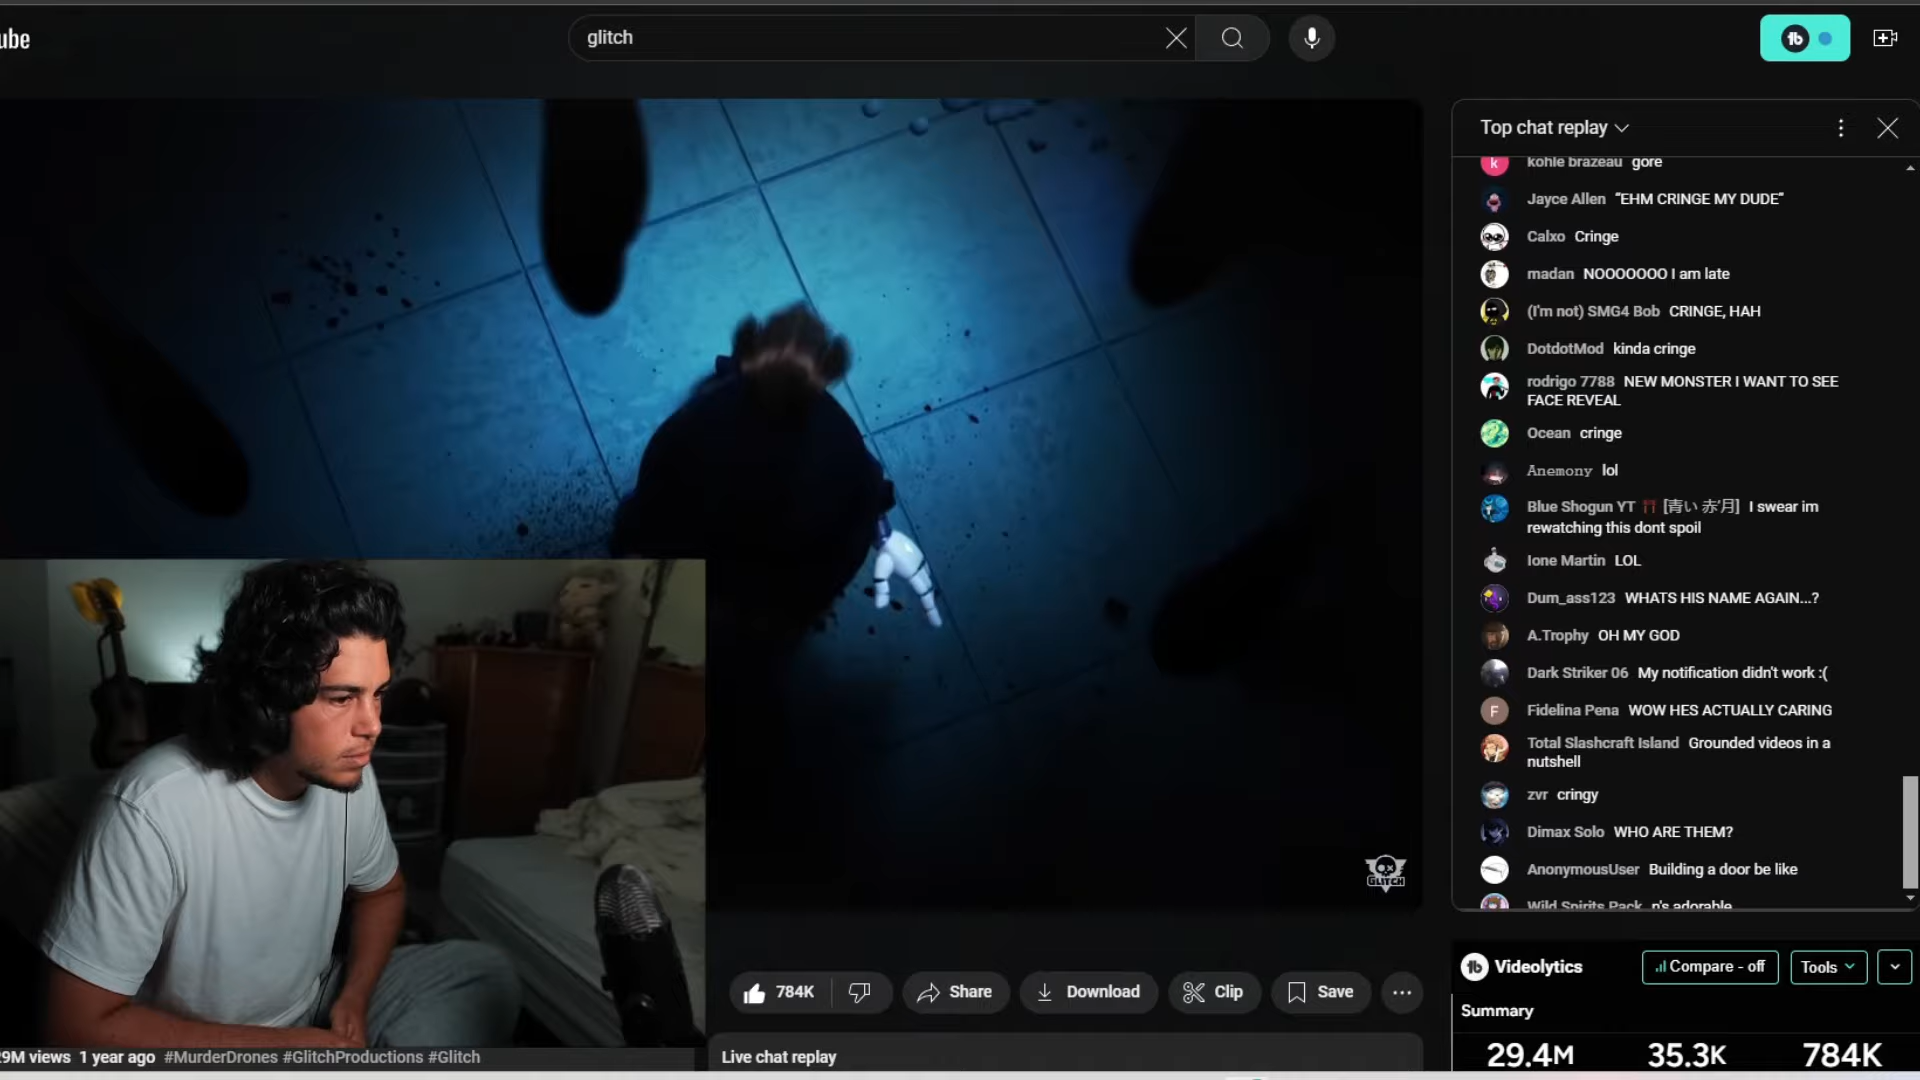 ube
glitch
Top chat replay
kohle brazeau gore
Jayce Allen “EHM CRINGE MY DUDE”
Calxo Cringe
madan NOOOOOOO I am late
(I'm not) SMG4 Bob CRINGE, HAH
DotdotMod kinda cringe
rodrigo 7788 NEW MONSTER I WANT TO SEE
FACE REVEAL
Ocean cringe
Anemony lol
Blue Shogun YT ⛩ [青い 赤月] I swear im
rewatching this dont spoil
Ione Martin LOL
Dum_ass123 WHATS HIS NAME AGAIN...?
A.Trophy OH MY GOD
Dark Striker 06 My notification didn't work :(
F
Fidelina Pena WOW HES ACTUALLY CARING
Total Slashcraft Island Grounded videos in a
nutshell
zvr cringy
Dimax Solo WHO ARE THEM?
AnonymousUser Building a door be like
Wild Spirits Pack n's adorable
GLITCH
Videolytics
Compare - off
Tools
Summary
29.4M 35.3K 784K
784K
Share
Download
Clip
Save
29M views 1 year ago #MurderDrones #GlitchProductions #Glitch
Live chat replay